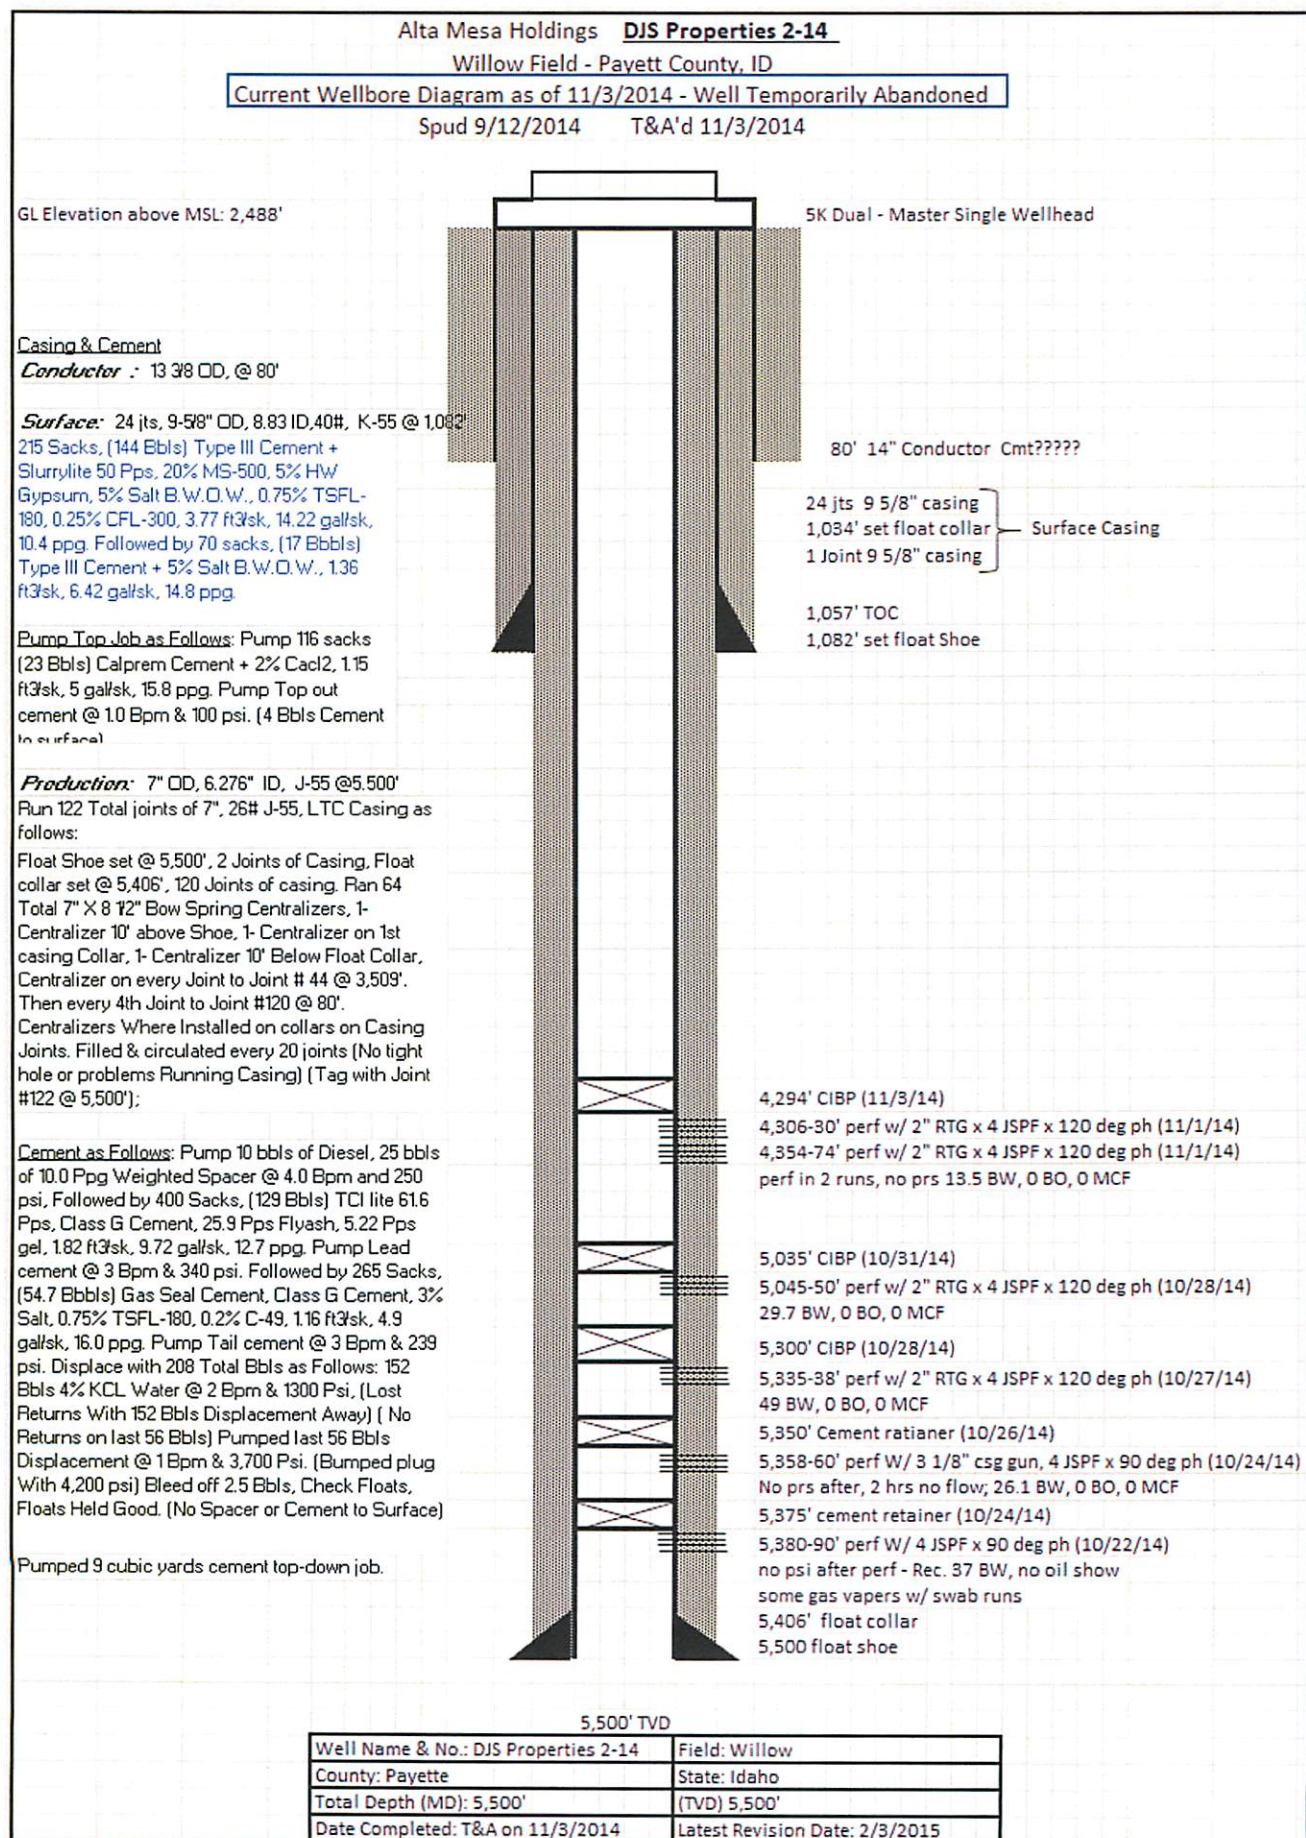 Alta Mesa Holdings DJS Properties 2-14
Willow Field - Payett County, ID
Current Wellbore Diagram as of 11/3/2014 - Well Temporarily Abandoned
Spud 9/12/2014 T&A'd 11/3/2014
GL Elevation above MSL: 2,488'
5K Dual - Master Single Wellhead
Casing & Cement
Conductor : 13 3/8 OD, @ 80'
Surface: 24 jts, 9-5/8" OD, 8.83 ID,40#, K-55 @ 1,082'
215 Sacks, (144 Bbls) Type III Cement +
Slurrylite 50 Pps, 20% MS-500, 5% HW
Gypsum, 5% Salt B.W.O.W., 0.75% TSFL-
180, 0.25% CFL-300, 3.77 ft3/sk, 14.22 gal/sk,
10.4 ppg. Followed by 70 sacks, (17 Bbbls)
Type III Cement + 5% Salt B.W.O.W., 1.36
ft3/sk, 6.42 gal/sk, 14.8 ppg.
80' 14" Conductor Cmt?????
24 jts 9 5/8" casing
1,034' set float collar
1 Joint 9 5/8" casing
Surface Casing
1,057' TOC
1,082' set float Shoe
Pump Top Job as Follows: Pump 116 sacks
(23 Bbls) Calprem Cement + 2% Cacl2, 1.15
ft3/sk, 5 gal/sk, 15.8 ppg. Pump Top out
cement @ 1.0 Bpm & 100 psi. (4 Bbls Cement
to surface)
Production: 7" OD, 6.276" ID, J-55 @5.500'
Run 122 Total joints of 7", 26# J-55, LTC Casing as
follows:
Float Shoe set @ 5,500', 2 Joints of Casing, Float
collar set @ 5,406', 120 Joints of casing. Ran 64
Total 7" X 8 1/2" Bow Spring Centralizers, 1-
Centralizer 10' above Shoe, 1- Centralizer on 1st
casing Collar, 1- Centralizer 10' Below Float Collar,
Centralizer on every Joint to Joint # 44 @ 3,509'.
Then every 4th Joint to Joint #120 @ 80'.
Centralizers Where Installed on collars on Casing
Joints. Filled & circulated every 20 joints (No tight
hole or problems Running Casing) (Tag with Joint
#122 @ 5,500');
Cement as Follows: Pump 10 bbls of Diesel, 25 bbls
of 10.0 Ppg Weighted Spacer @ 4.0 Bpm and 250
psi, Followed by 400 Sacks, (129 Bbls) TCI lite 61.6
Pps, Class G Cement, 25.9 Pps Flyash, 5.22 Pps
gel, 1.82 ft3/sk, 9.72 gal/sk, 12.7 ppg. Pump Lead
cement @ 3 Bpm & 340 psi. Followed by 265 Sacks,
(54.7 Bbbls) Gas Seal Cement, Class G Cement, 3%
Salt, 0.75% TSFL-180, 0.2% C-49, 1.16 ft3/sk, 4.9
gal/sk, 16.0 ppg. Pump Tail cement @ 3 Bpm & 239
psi. Displace with 208 Total Bbls as Follows: 152
Bbls 4% KCL Water @ 2 Bpm & 1300 Psi, (Lost
Returns With 152 Bbls Displacement Away) ( No
Returns on last 56 Bbls) Pumped last 56 Bbls
Displacement @ 1 Bpm & 3,700 Psi. (Bumped plug
With 4,200 psi) Bleed off 2.5 Bbls, Check Floats,
Floats Held Good. (No Spacer or Cement to Surface)
Pumped 9 cubic yards cement top-down job.
4,294' CIBP (11/3/14)
4,306-30' perf w/ 2" RTG x 4 JSPF x 120 deg ph (11/1/14)
4,354-74' perf w/ 2" RTG x 4 JSPF x 120 deg ph (11/1/14)
perf in 2 runs, no prs 13.5 BW, 0 BO, 0 MCF
5,035' CIBP (10/31/14)
5,045-50' perf w/ 2" RTG x 4 JSPF x 120 deg ph (10/28/14)
29.7 BW, 0 BO, 0 MCF
5,300' CIBP (10/28/14)
5,335-38' perf w/ 2" RTG x 4 JSPF x 120 deg ph (10/27/14)
49 BW, 0 BO, 0 MCF
5,350' Cement ratianer (10/26/14)
5,358-60' perf W/ 3 1/8" csg gun, 4 JSPF x 90 deg ph (10/24/14)
No prs after, 2 hrs no flow; 26.1 BW, 0 BO, 0 MCF
5,375' cement retainer (10/24/14)
5,380-90' perf W/ 4 JSPF x 90 deg ph (10/22/14)
no psi after perf - Rec. 37 BW, no oil show
some gas vapers w/ swab runs
5,406' float collar
5,500 float shoe
5,500' TVD
Well Name & No.: DJS Properties 2-14 Field: Willow
County: Payette State: Idaho
Total Depth (MD): 5,500' (TVD) 5,500'
Date Completed: T&A on 11/3/2014 Latest Revision Date: 2/3/2015